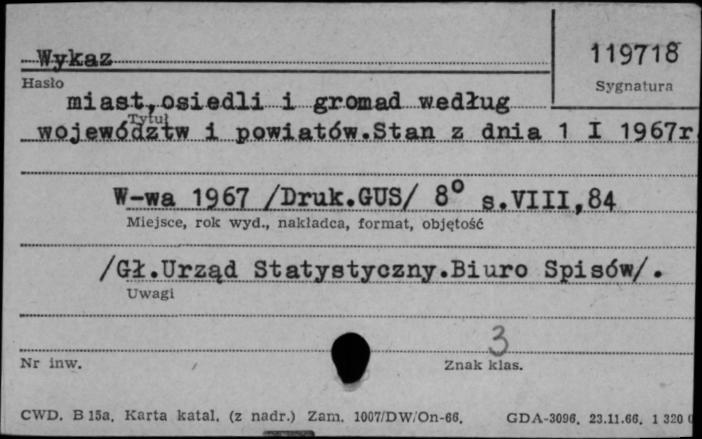 Wykaz
119718
Hasło
Sygnatura
miast,osiedli i gromad według
Tytuł
województw i powiatów.Stan z dnia 1 I 1967r
W-wa 1967 /Druk.GUS/ 8° s.VIII,84
Miejsce, rok wyd., nakładca, format, objętość
/Gł.Urząd Statystyczny.Biuro Spisów/.
Uwagi
3
Nr inw.
Znak klas.
CWD. B 15a. Karta katal. (z nadr.) Zam. 1007/DW/On-66. GDA-3096. 23.11.66. 1 320